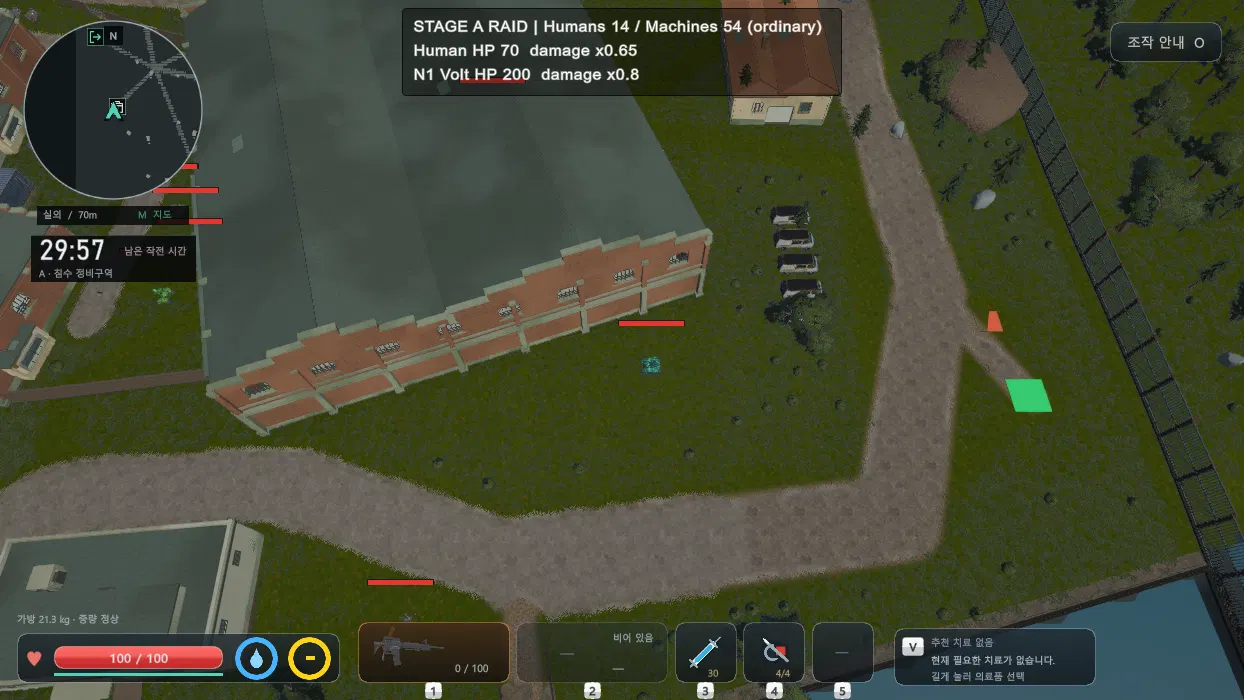 STAGE A RAID | Humans 14 / Machines 54 (ordinary)
Human HP 70 damage x0.65
N1 Volt HP 200 damage x0.8
조작 안내 O
N
실외 / 70m M 지도
29:57 남은 작전 시간
A · 침수 정비구역
가방 21.3 kg · 중량 정상
100 / 100
0 / 100
1
비어 있음
2
30
3
4/4
4
5
V
추천 치료 없음
현재 필요한 치료가 없습니다.
길게 눌러 의료품 선택